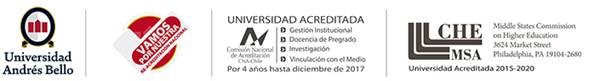 Universidad
Andrés Bello
VAMOS
POR NUESTRA
UNIVERSIDAD ACREDITADA
Comisión Nacional
de Acreditación
CNA-Chile
Gestión Institucional
Docencia de Pregrado
Investigación
Vinculación con el Medio
Por 4 años hasta diciembre de 2017
CHE
MSA
Middle States Commission
on Higher Education
3624 Market Street
Philadelphia, PA 19104-2680
Universidad Acreditada 2015-2020